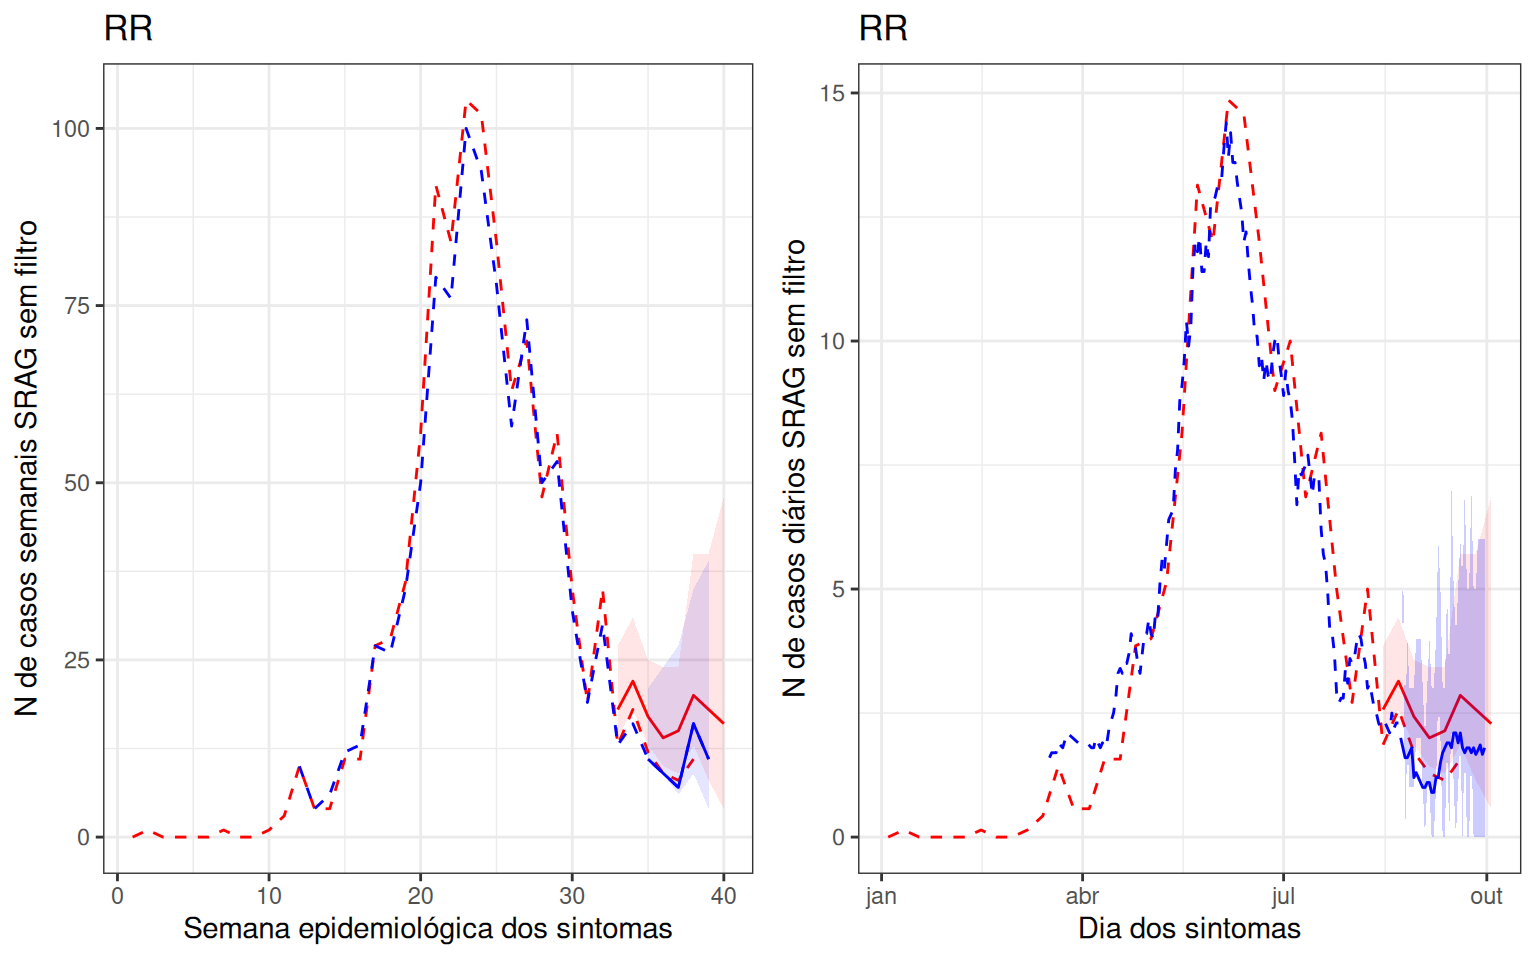 RR
N de casos semanais SRAG sem filtro
100
75
50
25
0
0 10 20 30 40
Semana epidemiológica dos sintomas
RR
N de casos diários SRAG sem filtro
15
10
5
0
jan abr jul out
Dia dos sintomas